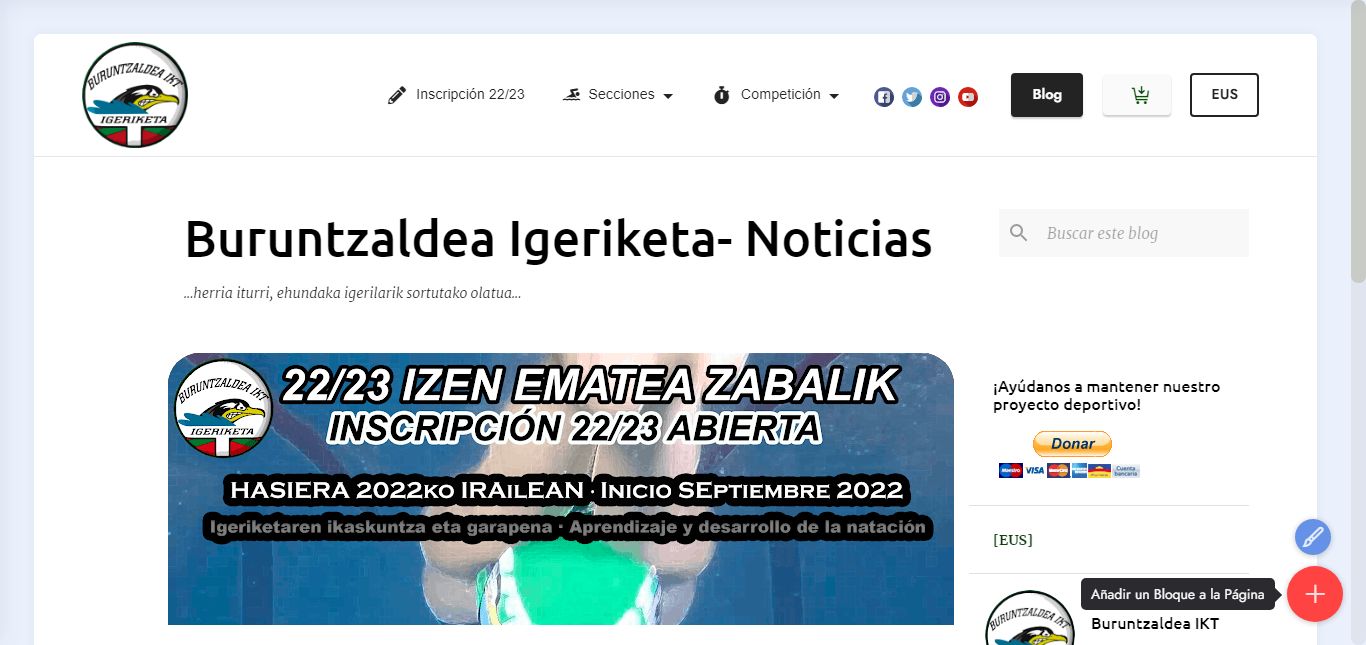 BURUNTZALDEA IKT
IGERIKETA
Inscripción 22/23
Secciones
Competición
Blog
EUS
Buruntzaldea Igeriketa- Noticias
...herria iturri, ehundaka igerilarik sortutako olatua...
Buscar este blog
BURUNTZALDEA IKT
IGERIKETA
22/23 IZEN EMATEA ZABALIK
INSCRIPCIÓN 22/23 ABIERTA
HASIERA 2022ko IRAiLEAN · Inicio SEptiembre 2022
Igeriketaren ikaskuntza eta garapena · Aprendizaje y desarrollo de la natación
¡Ayúdanos a mantener nuestro
proyecto deportivo!
Donar
Maestro VISA MasterCard Cuenta bancaria
[EUS]
Añadir un Bloque a la Página
BURUNTZALDEA IKT
Buruntzaldea IKT